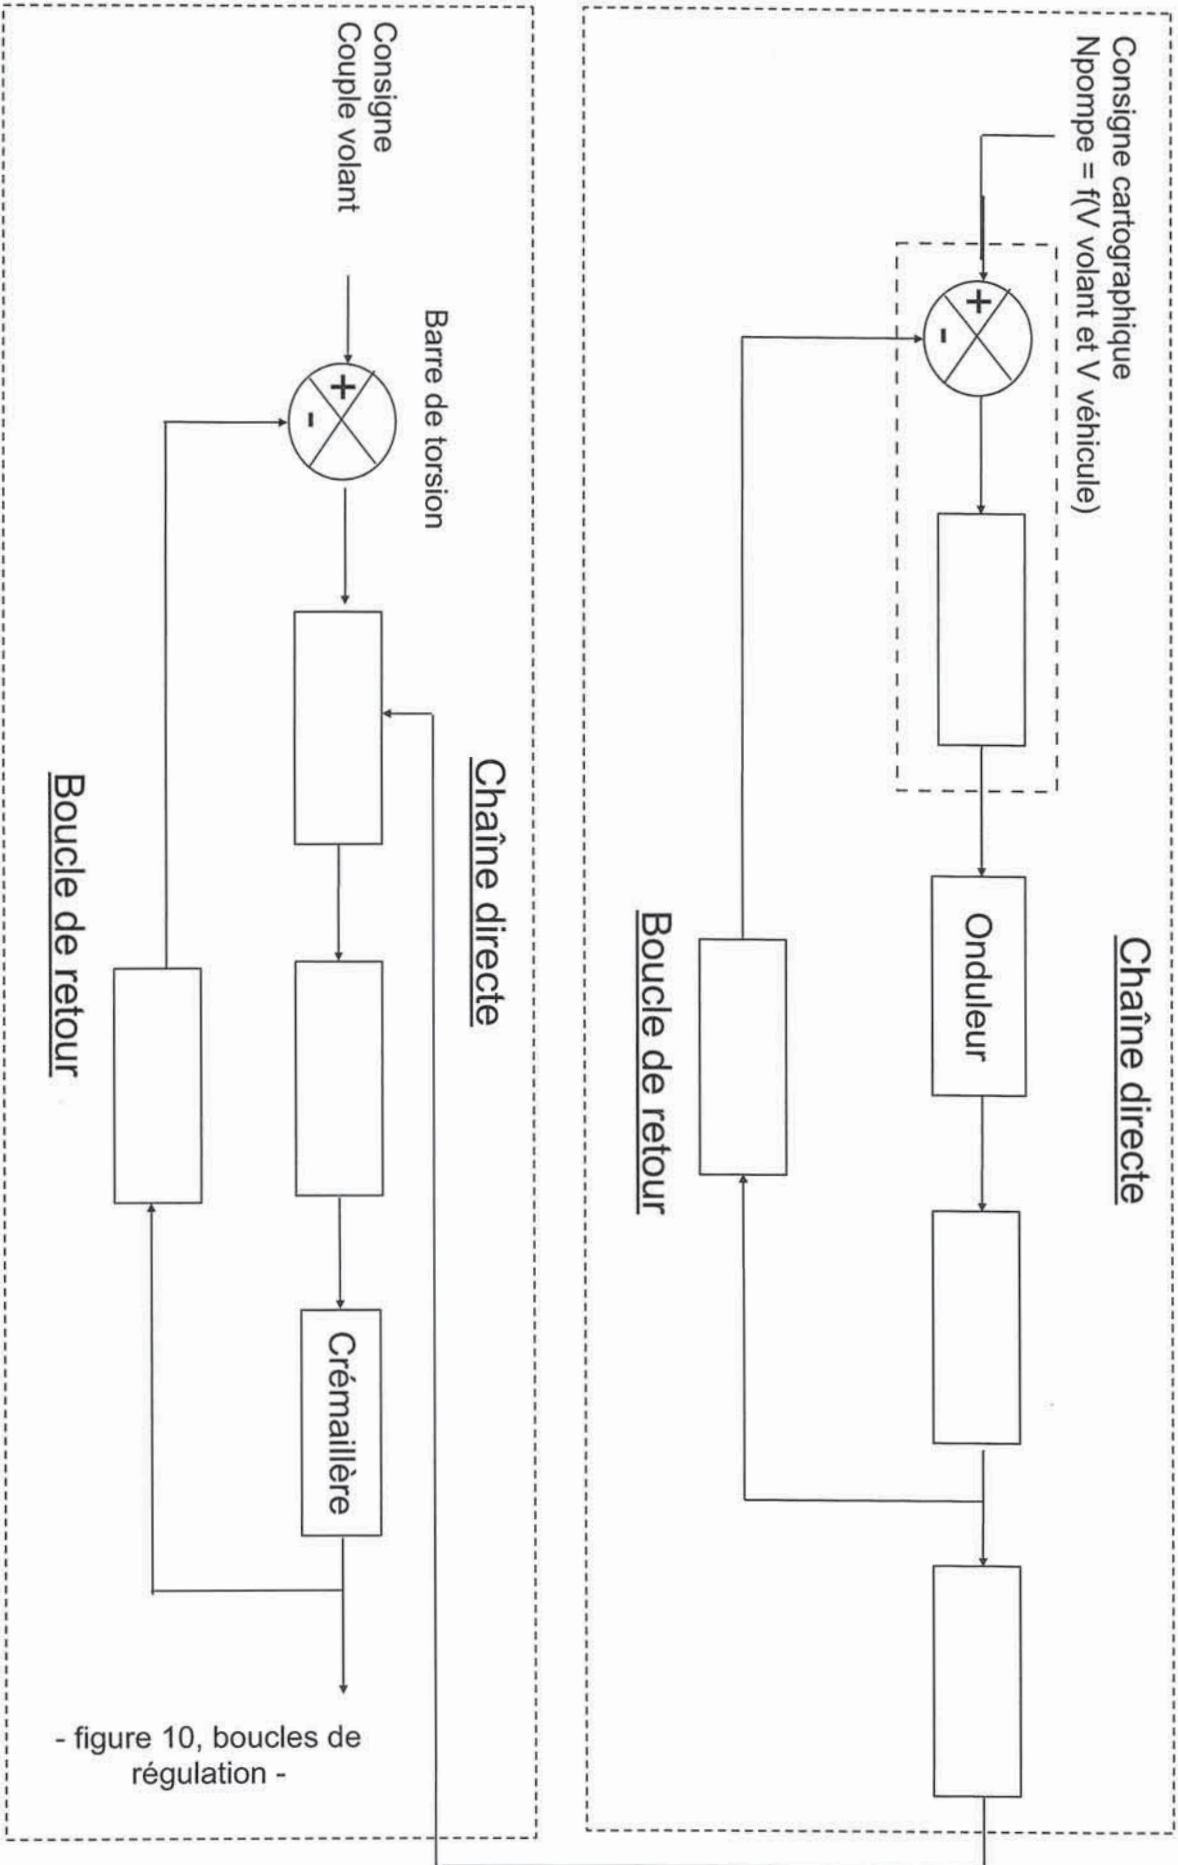 Consigne cartographique
Npompe = f(V volant et V véhicule)
+
-
Chaîne directe
Onduleur
Boucle de retour
Consigne
Couple volant
Barre de torsion
+
-
Chaîne directe
Crémaillère
Boucle de retour
- figure 10, boucles de
régulation -